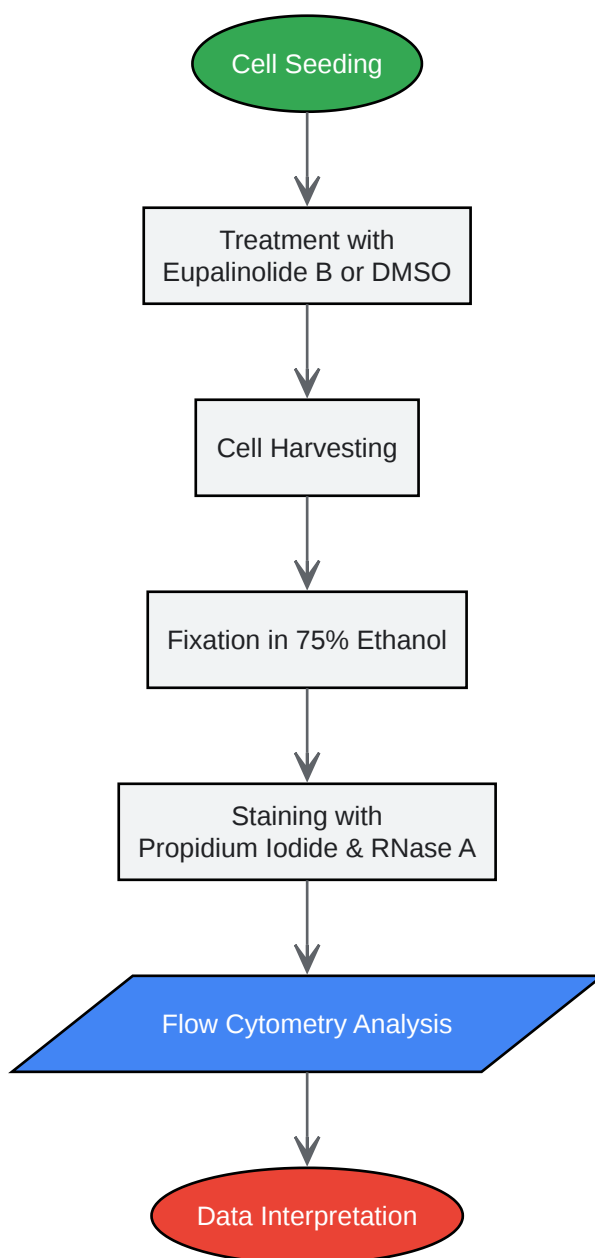 Cell Seeding
Treatment with
Eupalinolide B or DMSO
Cell Harvesting
Fixation in 75% Ethanol
Staining with
Propidium Iodide & RNase A
Flow Cytometry Analysis
Data Interpretation